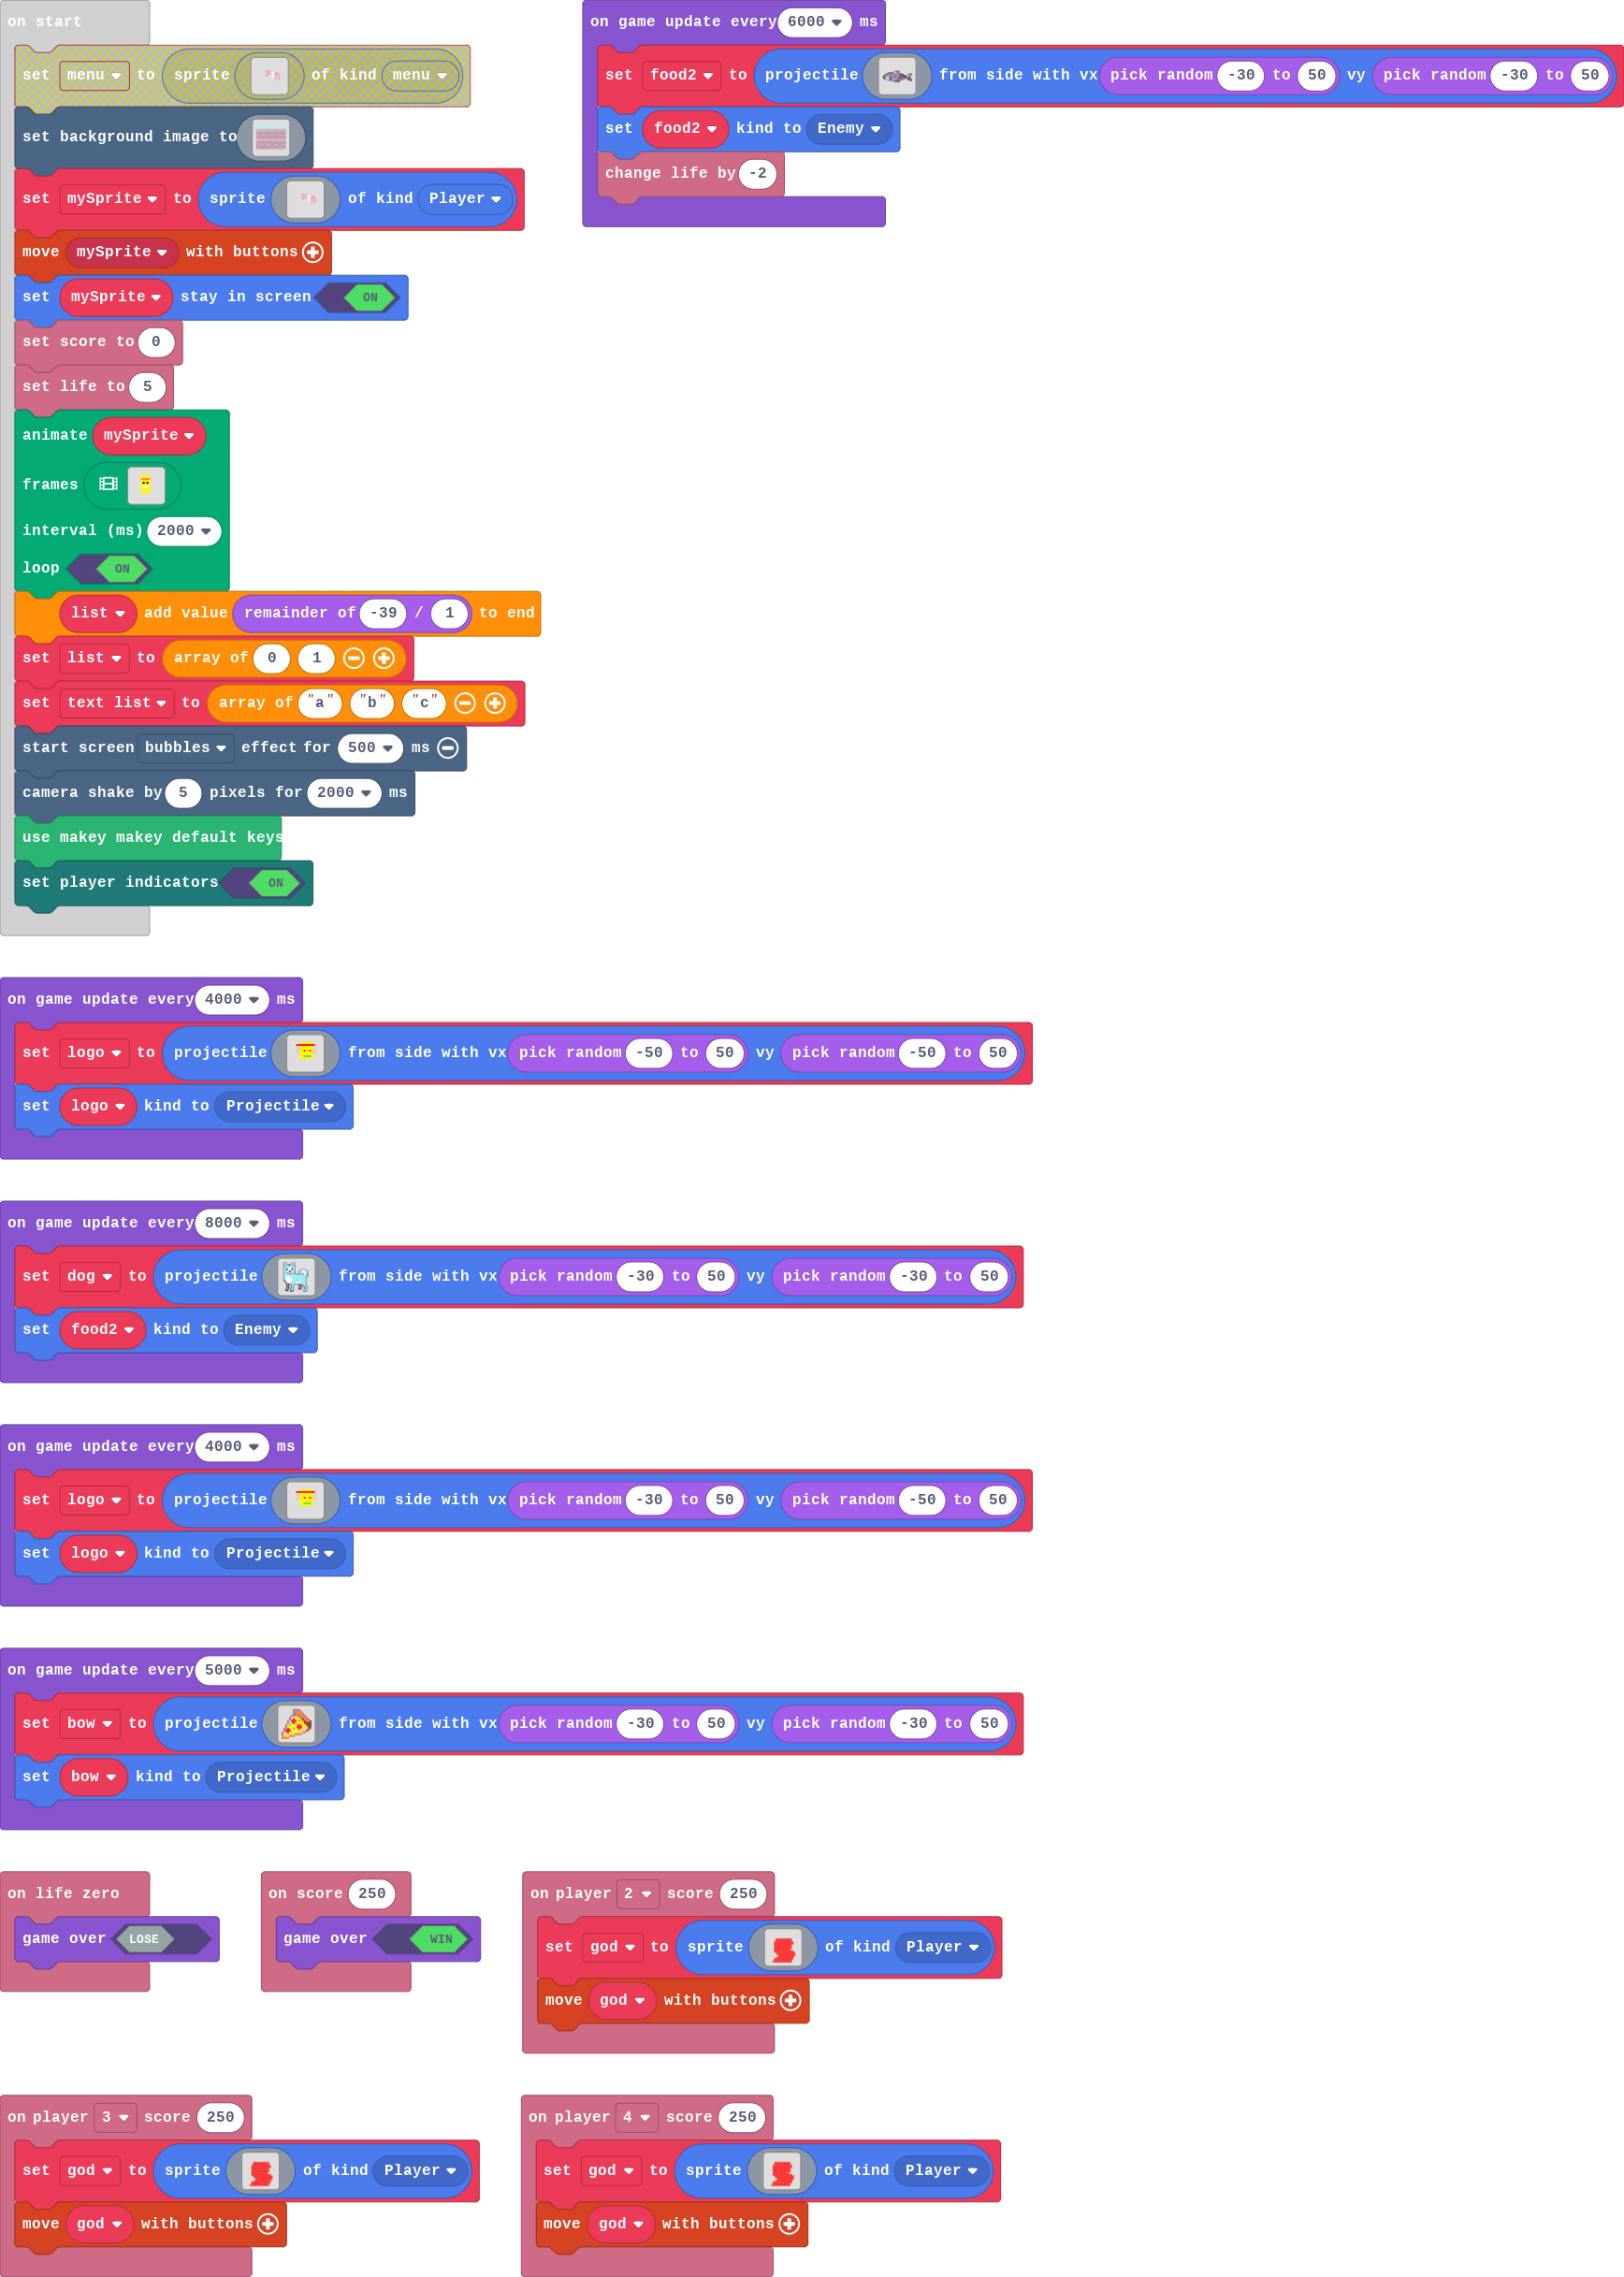 on start
set menu to sprite of kind menu
set background image to
set mySprite to sprite of kind Player
move mySprite with buttons
set mySprite stay in screen ON
set score to 0
set life to 5
animate mySprite
frames
interval (ms) 2000
loop ON
list add value remainder of -39 / 1 to end
set list to array of 0 1
set text list to array of "a" "b" "c"
start screen bubbles effect for 500 ms
camera shake by 5 pixels for 2000 ms
use makey makey default keys
set player indicators ON
on game update every 6000 ms
set food2 to projectile from side with vx pick random -30 to 50 vy pick random -30 to 50
set food2 kind to Enemy
change life by -2
on game update every 4000 ms
set logo to projectile from side with vx pick random -50 to 50 vy pick random -50 to 50
set logo kind to Projectile
on game update every 8000 ms
set dog to projectile from side with vx pick random -30 to 50 vy pick random -30 to 50
set food2 kind to Enemy
on game update every 4000 ms
set logo to projectile from side with vx pick random -30 to 50 vy pick random -50 to 50
set logo kind to Projectile
on game update every 5000 ms
set bow to projectile from side with vx pick random -30 to 50 vy pick random -30 to 50
set bow kind to Projectile
on life zero
game over LOSE
on score 250
game over WIN
on player 2 score 250
set god to sprite of kind Player
move god with buttons
on player 3 score 250
set god to sprite of kind Player
move god with buttons
on player 4 score 250
set god to sprite of kind Player
move god with buttons